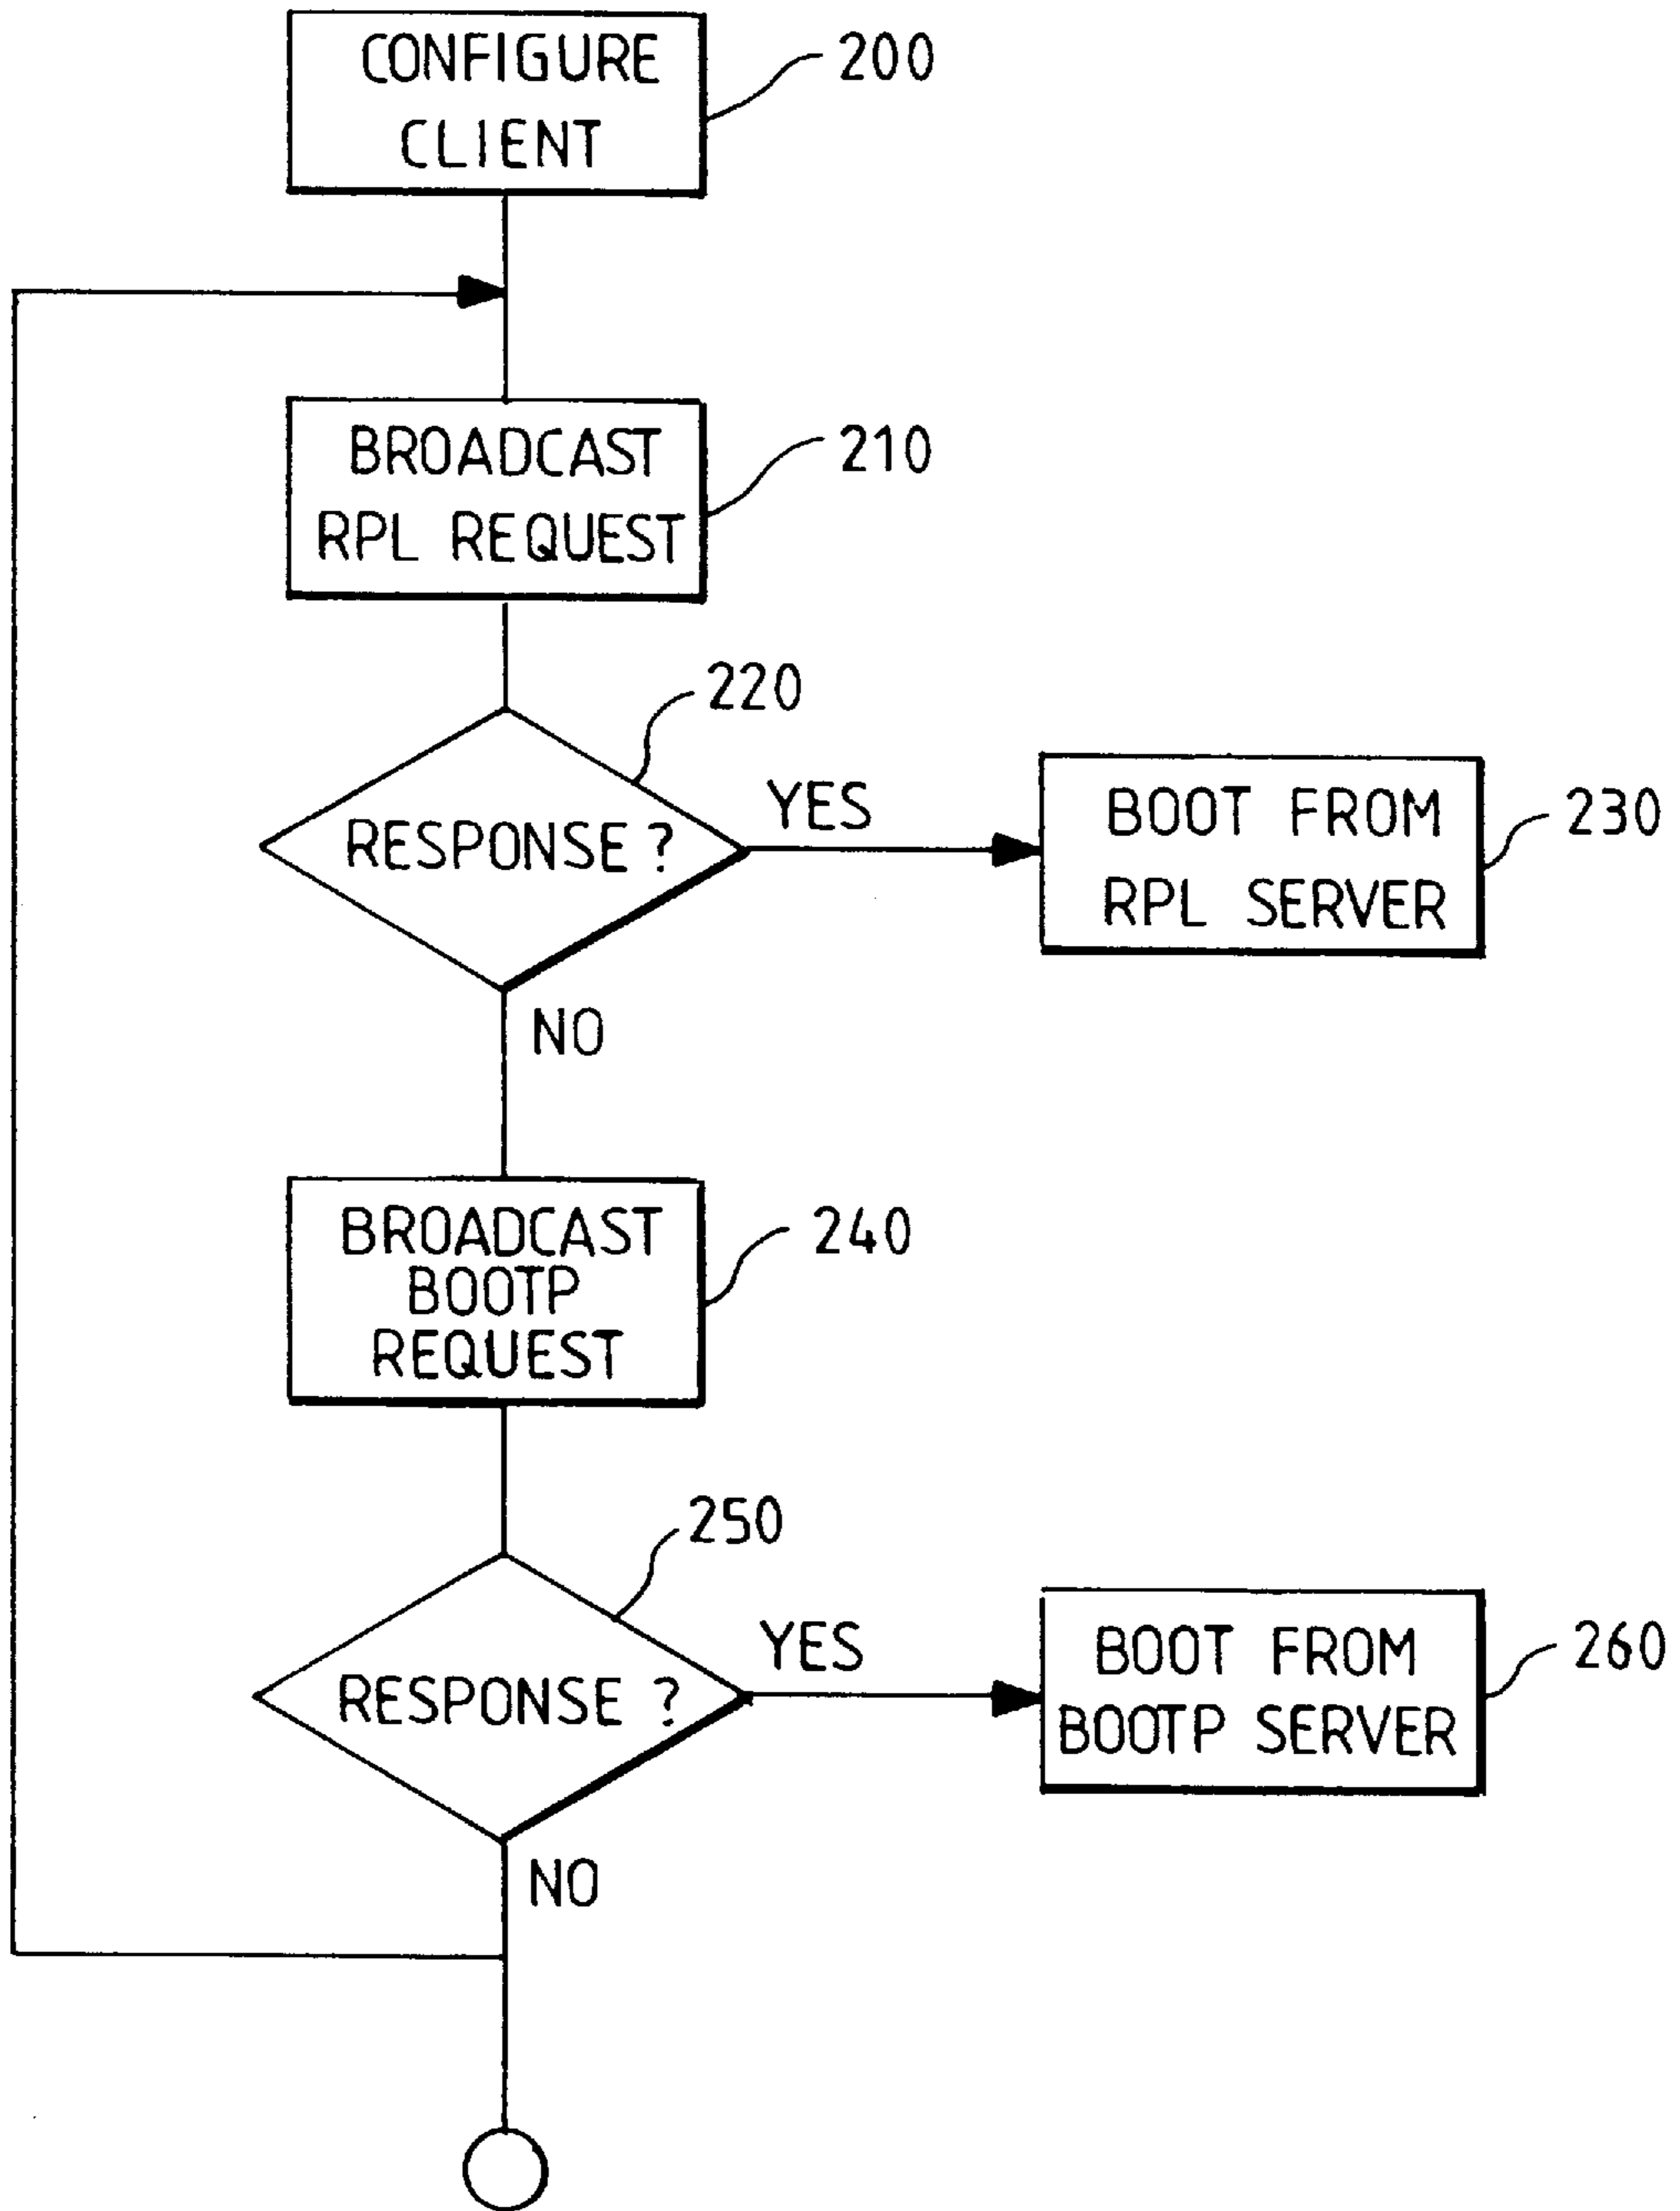 CONFIGURE
CLIENT
200
BROADCAST
RPL REQUEST
210
220
RESPONSE ?
YES
BOOT FROM
RPL SERVER
230
NO
BROADCAST
BOOTP
REQUEST
240
250
RESPONSE ?
YES
BOOT FROM
BOOTP SERVER
260
NO